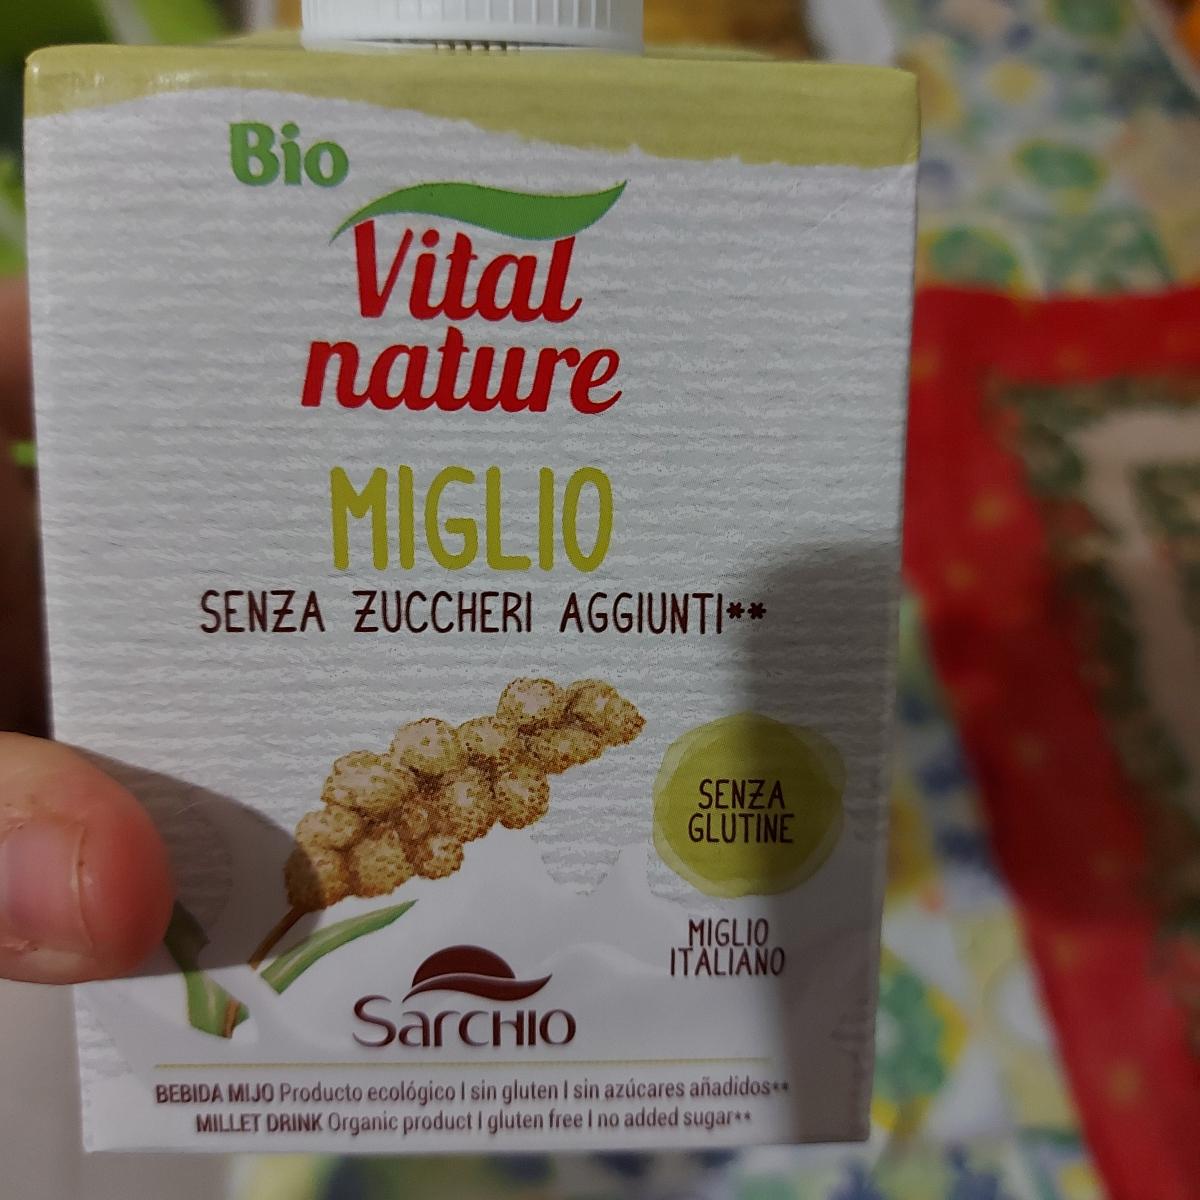 Bio
Vital
nature
MIGLIO
SENZA ZUCCHERI AGGIUNTI**
SENZA
GLUTINE
MIGLIO
ITALIANO
Sarchio
BEBIDA MIJO Producto ecológico | sin gluten | sin azúcares añadidos**
MILLET DRINK Organic product | gluten free | no added sugar**